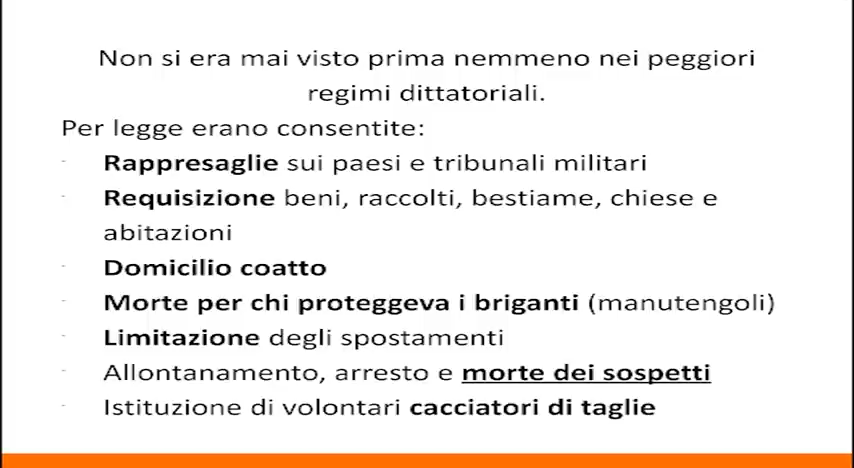 Non si era mai visto prima nemmeno nei peggiori
regimi dittatoriali.
Per legge erano consentite:
Rappresaglie sui paesi e tribunali militari
Requisizione beni, raccolti, bestiame, chiese e
abitazioni
Domicilio coatto
Morte per chi proteggeva i briganti (manutengoli)
Limitazione degli spostamenti
Allontanamento, arresto e morte dei sospetti
Istituzione di volontari cacciatori di taglie